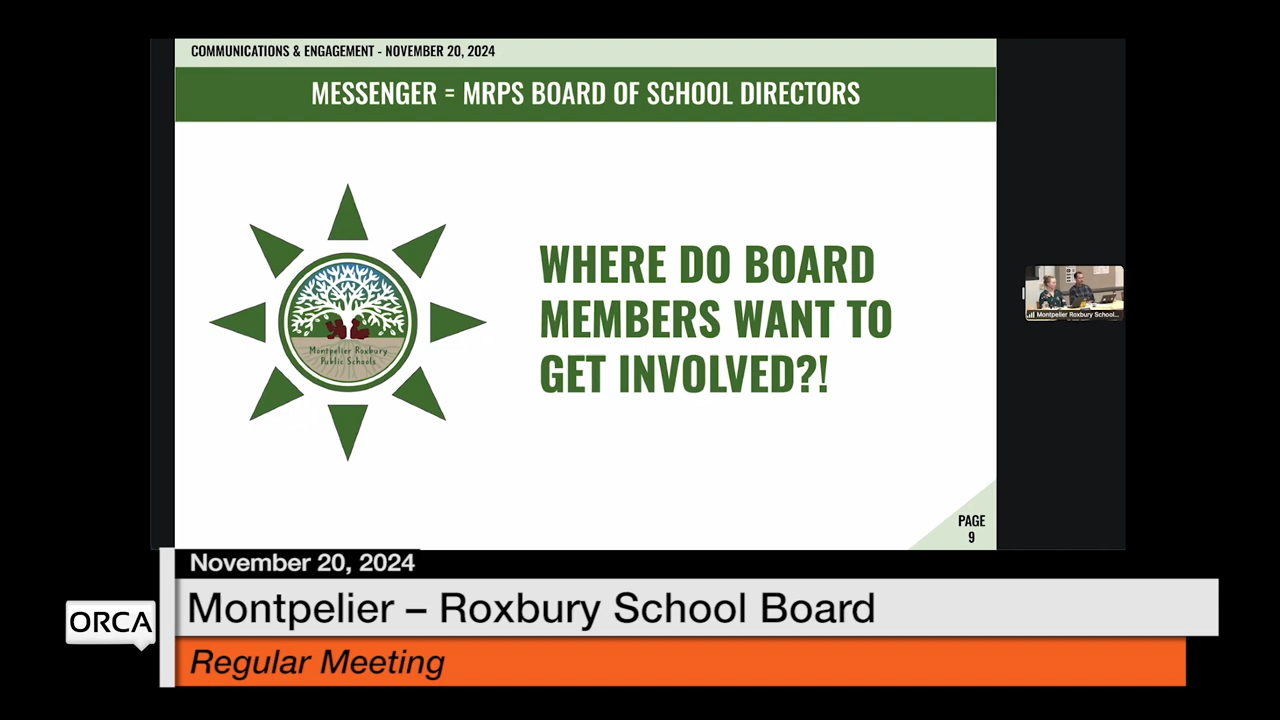 COMMUNICATIONS & ENGAGEMENT - NOVEMBER 20, 2024
MESSENGER = MRPS BOARD OF SCHOOL DIRECTORS
WHERE DO BOARD
MEMBERS WANT TO
GET INVOLVED?!
Montpelier Roxbury
Public Schools
Montpelier Roxbury School...
PAGE
9
November 20, 2024
Montpelier – Roxbury School Board
ORCA
Regular Meeting